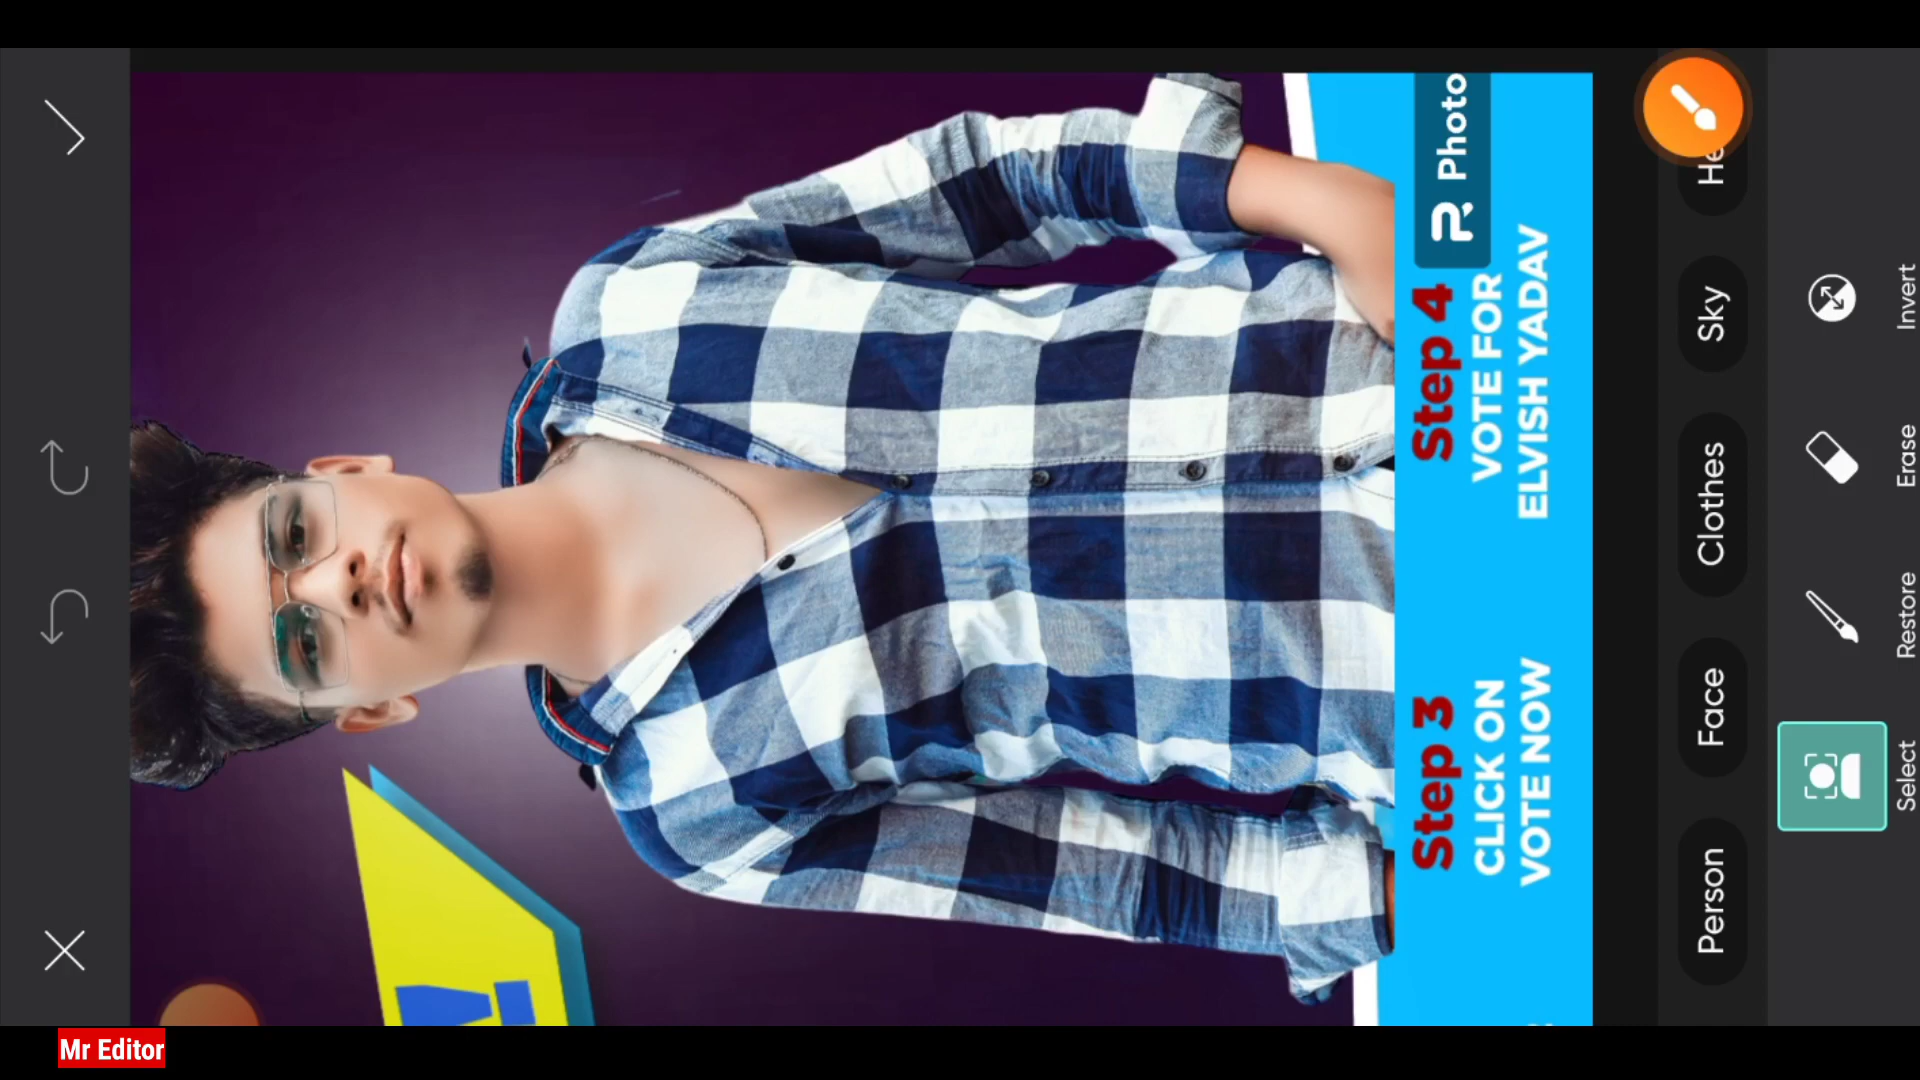 Photo
Step 4
VOTE FOR
ELVISH YADAV
Step 3
CLICK ON
VOTE NOW
He
Sky
Clothes
Face
Person
Invert
Erase
Restore
Select
Mr Editor